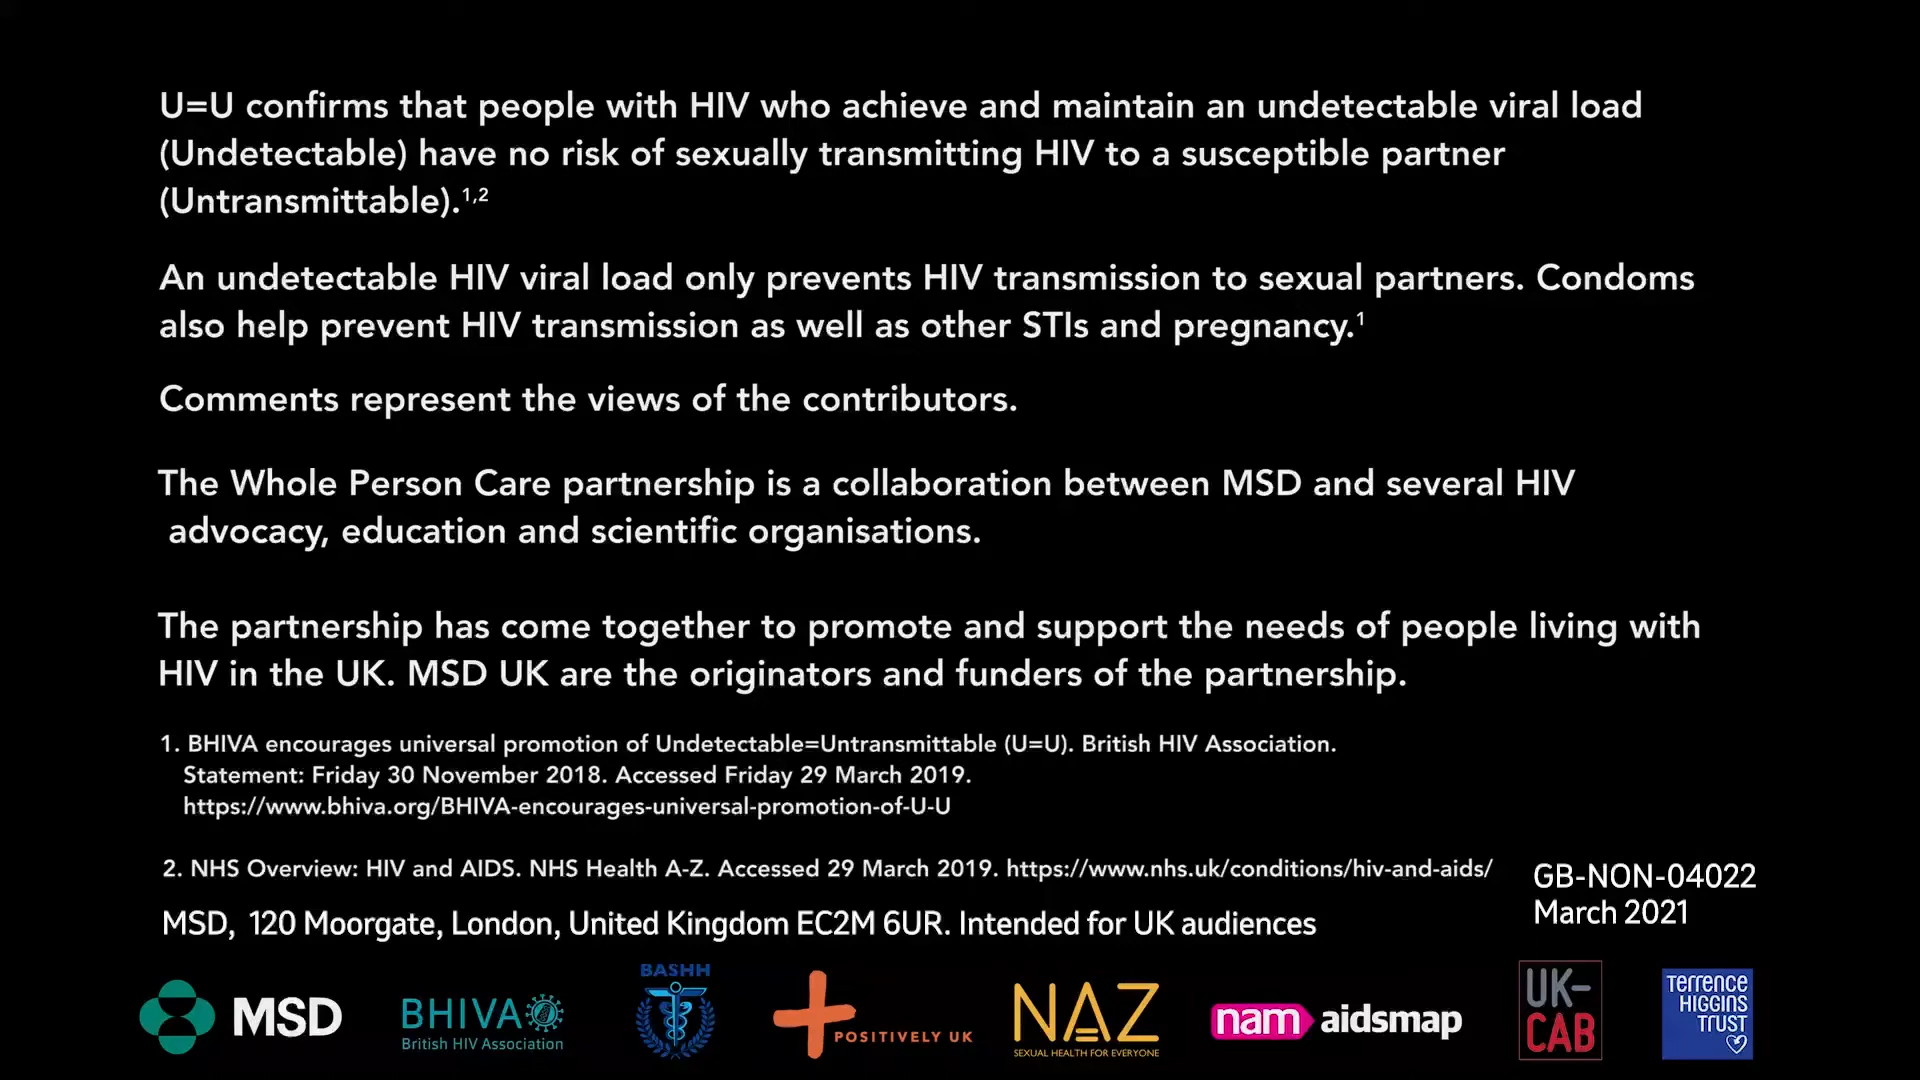 U=U confirms that people with HIV who achieve and maintain an undetectable viral load
(Undetectable) have no risk of sexually transmitting HIV to a susceptible partner
(Untransmittable).1,2
An undetectable HIV viral load only prevents HIV transmission to sexual partners. Condoms
also help prevent HIV transmission as well as other STIs and pregnancy.1
Comments represent the views of the contributors.
The Whole Person Care partnership is a collaboration between MSD and several HIV
advocacy, education and scientific organisations.
The partnership has come together to promote and support the needs of people living with
HIV in the UK. MSD UK are the originators and funders of the partnership.
1. BHIVA encourages universal promotion of Undetectable=Untransmittable (U=U). British HIV Association.
Statement: Friday 30 November 2018. Accessed Friday 29 March 2019.
https://www.bhiva.org/BHIVA-encourages-universal-promotion-of-U-U
2. NHS Overview: HIV and AIDS. NHS Health A-Z. Accessed 29 March 2019. https://www.nhs.uk/conditions/hiv-and-aids/
GB-NON-04022
March 2021
MSD, 120 Moorgate, London, United Kingdom EC2M 6UR. Intended for UK audiences
MSD
BHIVA
British HIV Association
BASHH
POSITIVELY UK
NAZ
SEXUAL HEALTH FOR EVERYONE
nam aidsmap
UK-
CAB
Terrence
HIGGINS
TRUST